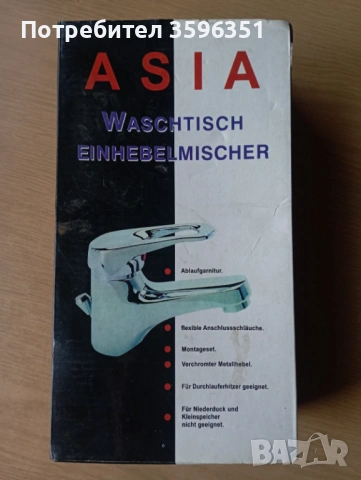 Потребител 3596351
ASIA
WASCHTISCH
EINHEBELMISCHER
Ablaufgarnitur.
flexible Anschlussschläuche.
Montageset.
Verchromter Metallhebel.
Für Durchlauferhitzer geeignet.
Für Niederduck und
Kleinspeicher
nicht geeignet.
BAZAR